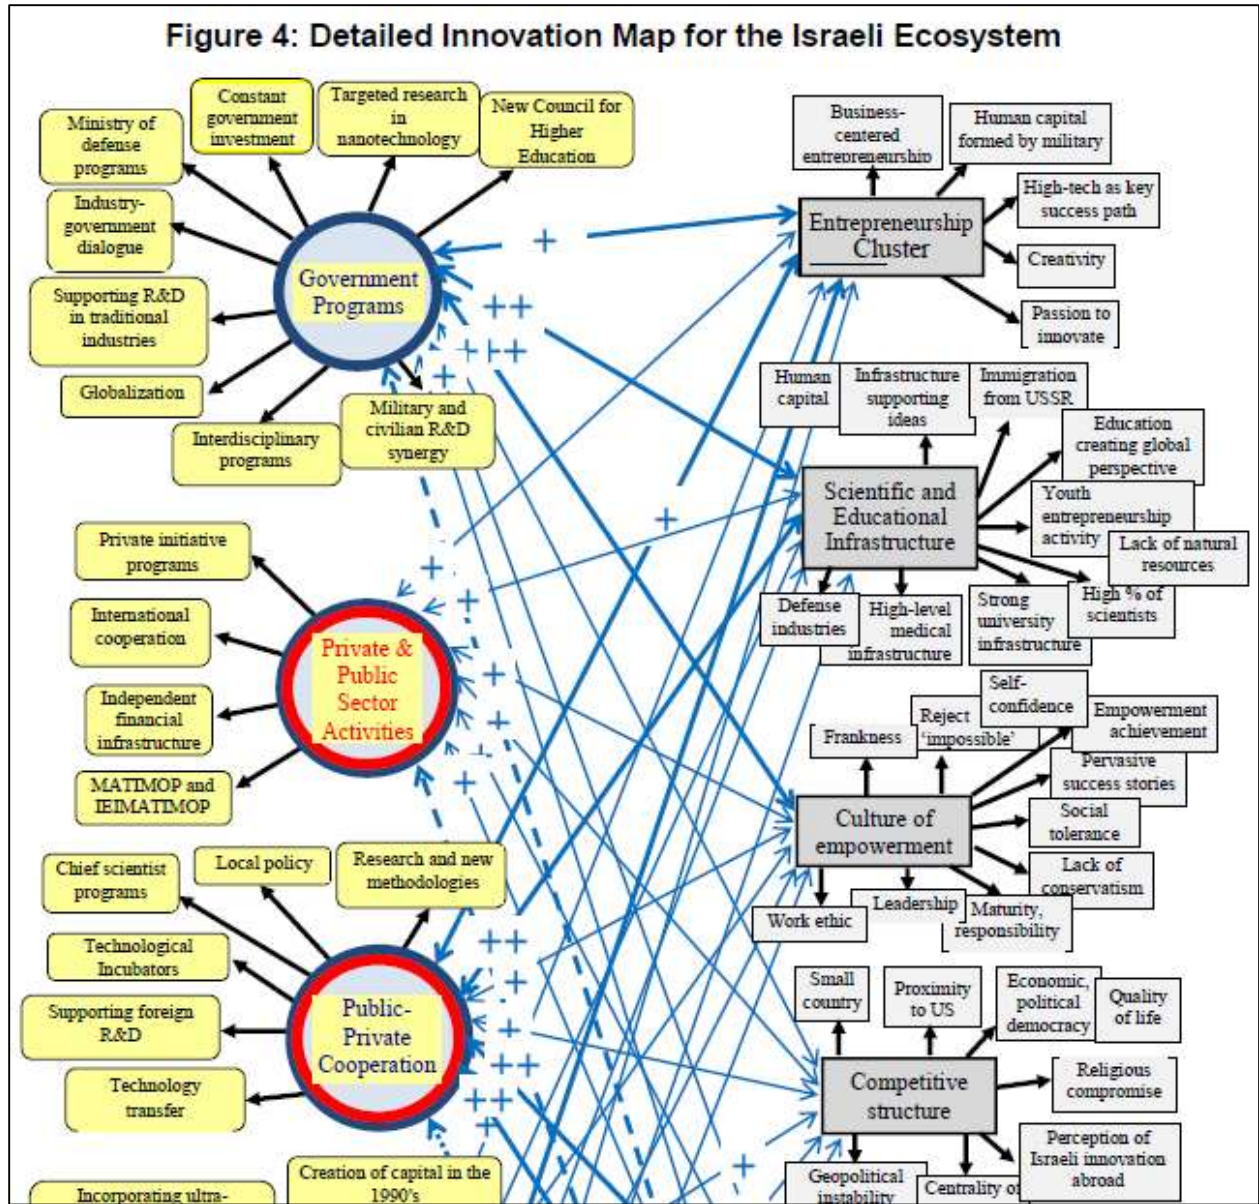 Figure 4: Detailed Innovation Map for the Israeli Ecosystem
Ministry of
defense
programs
Constant
government
investment
Targeted research
in
nanotechnology
New Council for
Higher
Education
Industry-
government
dialogue
Supporting R&D
in traditional
industries
Globalization
Interdisciplinary
programs
Military and
civilian R&D
synergy
Government
Programs
+
++
++
Business-
centered
entrepreneurship
Human capital
formed by military
High-tech as key
success path
Creativity
Passion to
innovate
Entrepreneurship
Cluster
Human
capital
Infrastructure
supporting
ideas
Immigration
from USSR
Education
creating global
perspective
Youth
entrepreneurship
activity
Lack of natural
resources
High % of
scientists
Strong
university
infrastructure
High-level
medical
infrastructure
Defense
industries
Scientific and
Educational
Infrastructure
+
Private initiative
programs
International
cooperation
Independent
financial
infrastructure
MATIMOP and
IEIMATIMOP
Private &
Public
Sector
Activities
+
+
+
+
Frankness
Reject
'impossible'
Self-
confidence
Empowerment
achievement
Pervasive
success stories
Social
tolerance
Lack of
conservatism
Maturity,
responsibility
Leadership
Work ethic
Culture of
empowerment
Chief scientist
programs
Local policy
Research and new
methodologies
Technological
Incubators
Supporting foreign
R&D
Technology
transfer
Public-
Private
Cooperation
++
++
++
++
++
Small
country
Proximity
to US
Economic,
political
democracy
Quality
of life
Religious
compromise
Perception of
Israeli innovation
abroad
Centrality of
Geopolitical
instability
Competitive
structure
+
Creation of capital in the
1990's
Incorporating ultra-